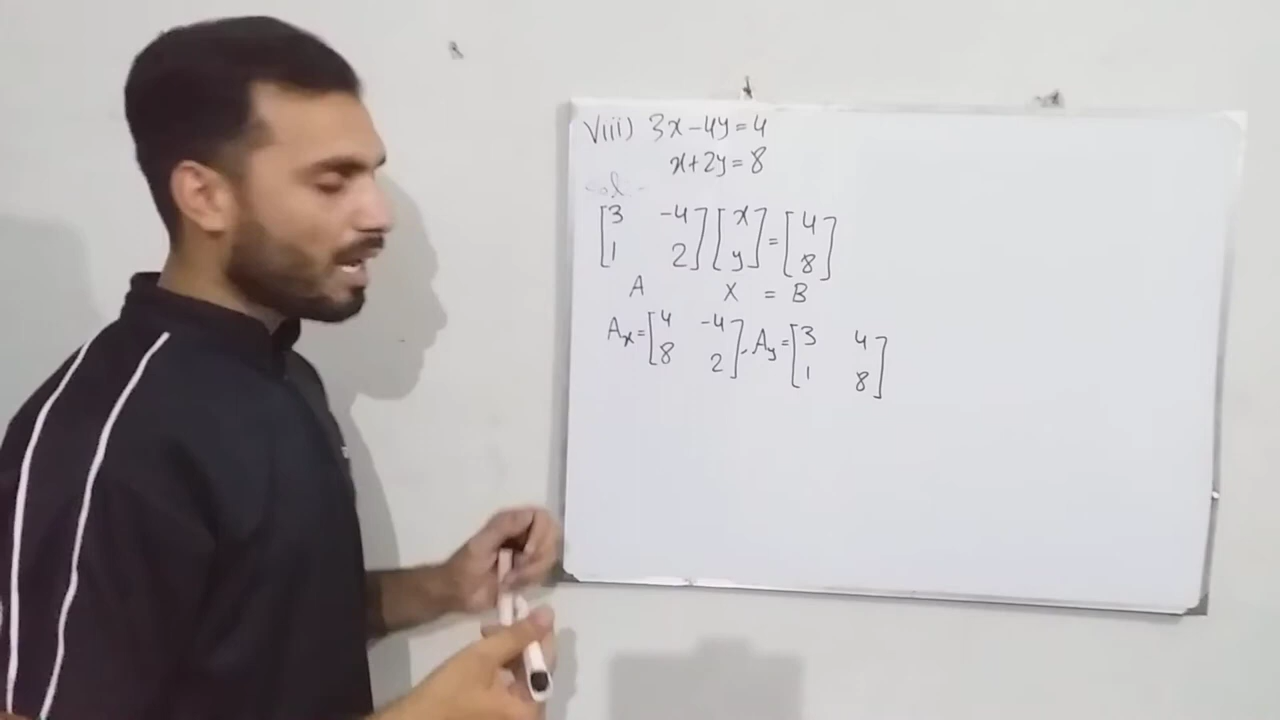 Viii) 3x-4y=4
x+2y=8
Sol-
[3 -4] [x] = [4]
[1 2] [y] [8]
A X = B
Ax=[4 -4], Ay=[3 4]
[8 2] [1 8]